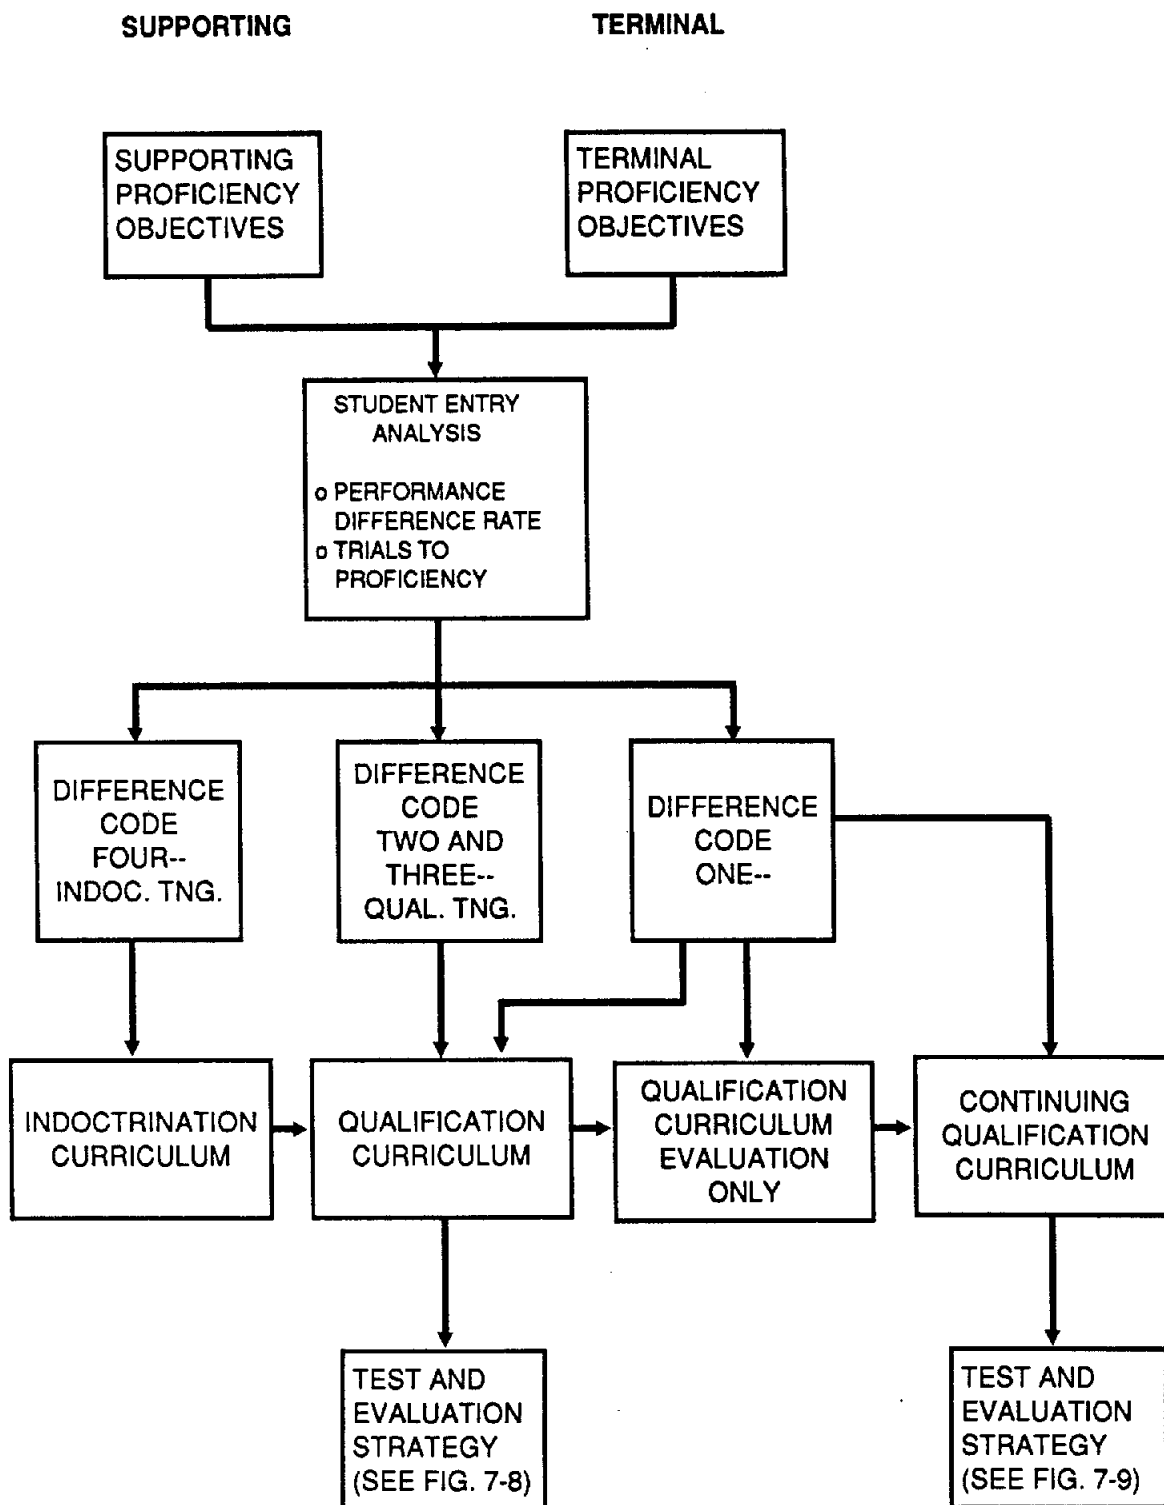 SUPPORTING
TERMINAL
SUPPORTING
PROFICIENCY
OBJECTIVES
TERMINAL
PROFICIENCY
OBJECTIVES
STUDENT ENTRY
ANALYSIS
o PERFORMANCE
DIFFERENCE RATE
o TRIALS TO
PROFICIENCY
DIFFERENCE
CODE
FOUR--
INDOC. TNG.
DIFFERENCE
CODE
TWO AND
THREE--
QUAL. TNG.
DIFFERENCE
CODE
ONE--
INDOCTRINATION
CURRICULUM
QUALIFICATION
CURRICULUM
QUALIFICATION
CURRICULUM
EVALUATION
ONLY
CONTINUING
QUALIFICATION
CURRICULUM
TEST AND
EVALUATION
STRATEGY
(SEE FIG. 7-8)
TEST AND
EVALUATION
STRATEGY
(SEE FIG. 7-9)